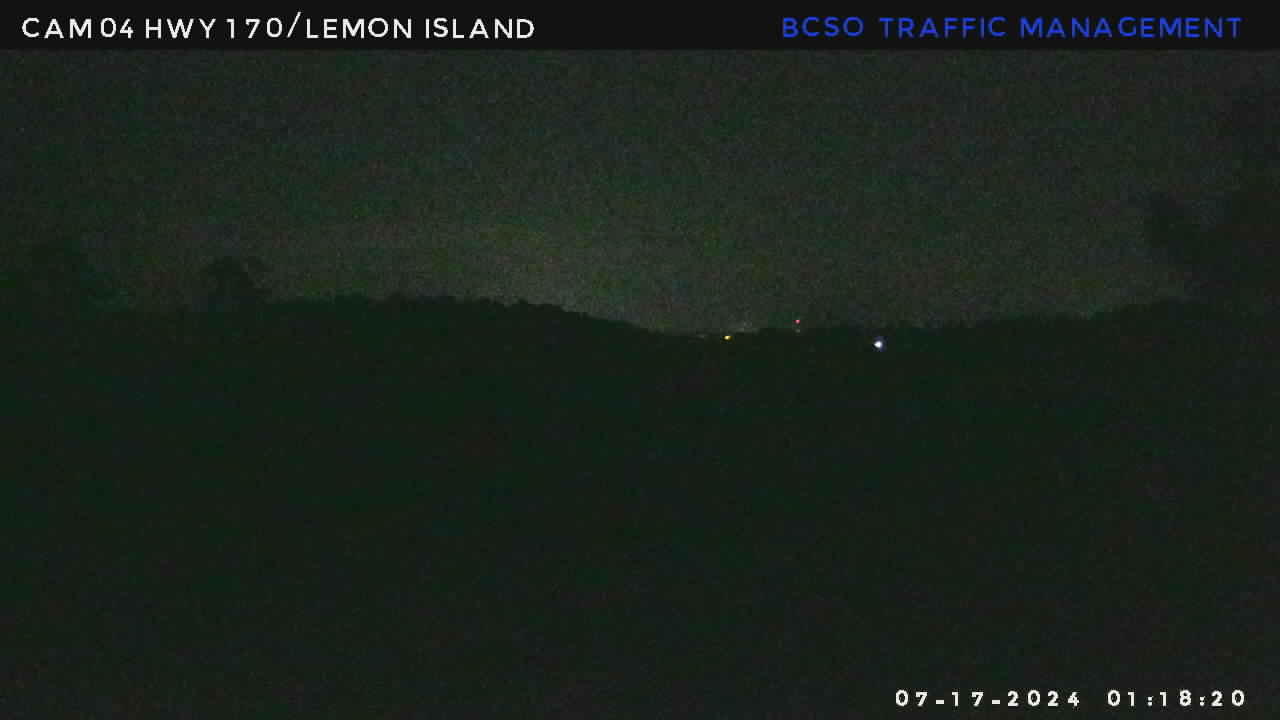 CAM04 HWY 170/LEMON ISLAND
BCSO TRAFFIC MANAGEMENT
07-17-2024 01:18:20